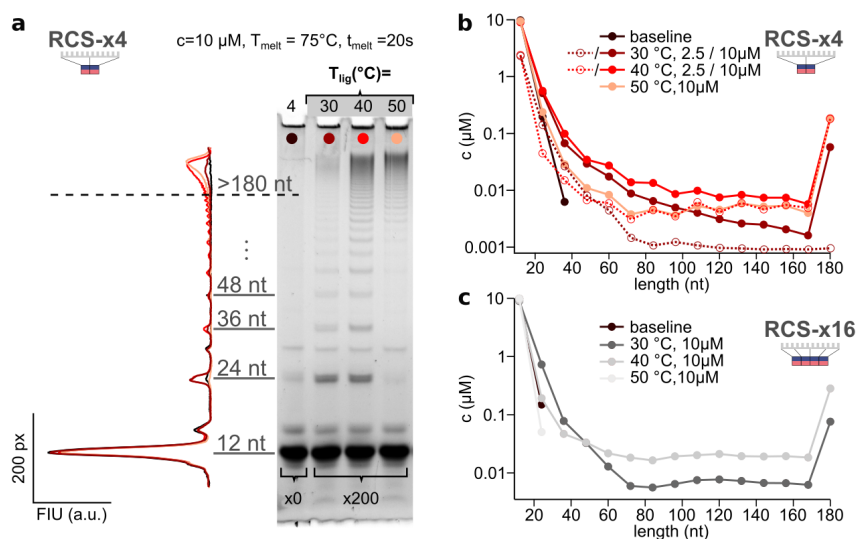 a
RCS-x4
c=10 µM, Tmelt = 75°C, tmelt=20s
Tlig(°C)=
4 30 40 50
>180 nt
48 nt
36 nt
24 nt
12 nt
x0 x200
200 px
FIU (a.u.)
b
RCS-x4
baseline
/ 30 °C, 2.5 / 10µM
/ 40 °C, 2.5 / 10µM
50 °C,10µM
c (µM)
10
1
0.1
0.01
0.001
20 40 60 80 100 120 140 160 180
length (nt)
c
RCS-x16
baseline
30 °C, 10µM
40 °C, 10µM
50 °C,10µM
c (µM)
10
1
0.1
0.01
20 40 60 80 100 120 140 160 180
length (nt)